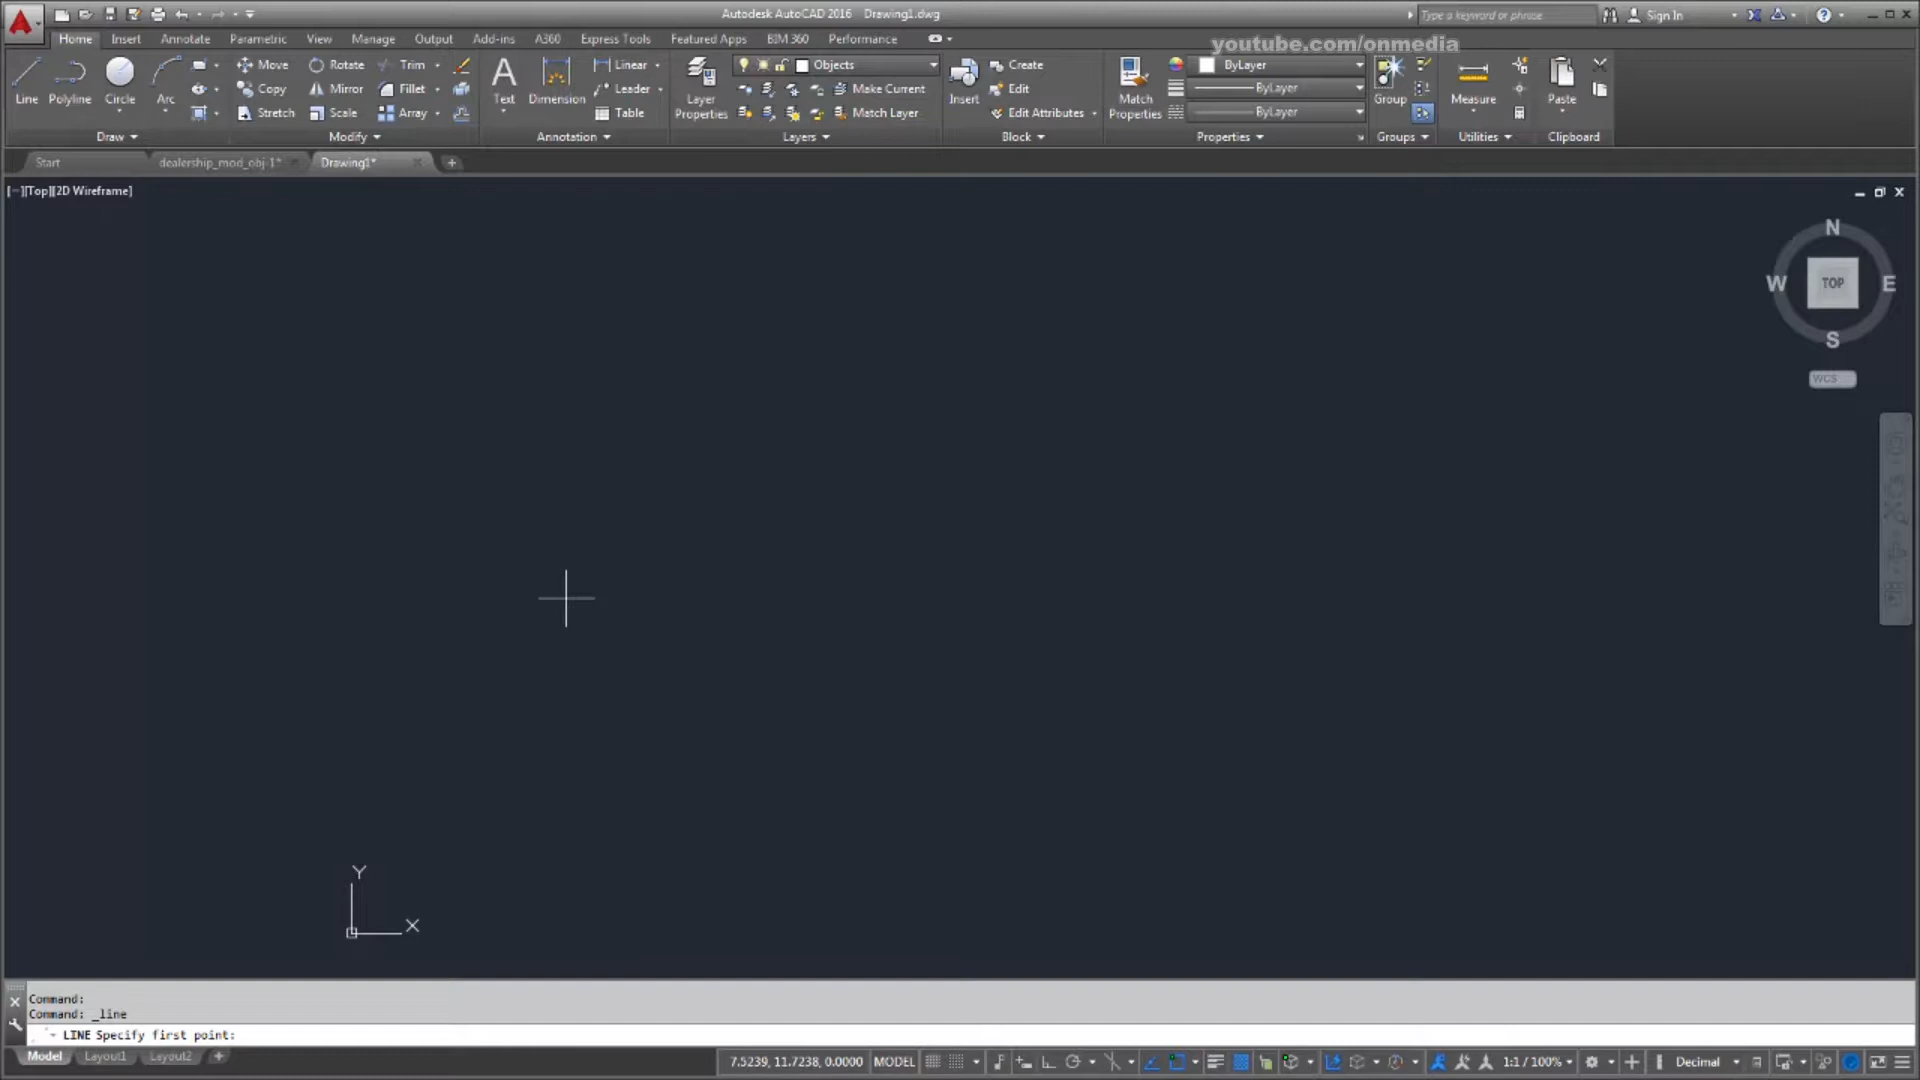 Autodesk AutoCAD 2016 Drawing1.dwg
Type a keyword or phrase
Sign In
Home Insert Annotate Parametric View Manage Output Add-ins A360 Express Tools Featured Apps BIM 360 Performance
youtube.com/onmedia
Line Polyline Circle Arc
Move Rotate Trim
Copy Mirror Fillet
Stretch Scale Array
Text Dimension
Linear
Leader
Table
Layer Properties
Objects
Make Current
Match Layer
Insert
Create
Edit
Edit Attributes
Match Properties
ByLayer
ByLayer
ByLayer
Group
Measure
Paste
Draw Modify Annotation Layers Block Properties Groups Utilities Clipboard
Start dealership_mod_obj-1* Drawing1*
[−][Top][2D Wireframe]
N
W TOP E
S
WCS
Y
X
Command:
Command: _line
LINE Specify first point:
Model Layout1 Layout2
7.5239, 11.7238, 0.0000 MODEL 1:1 / 100% Decimal